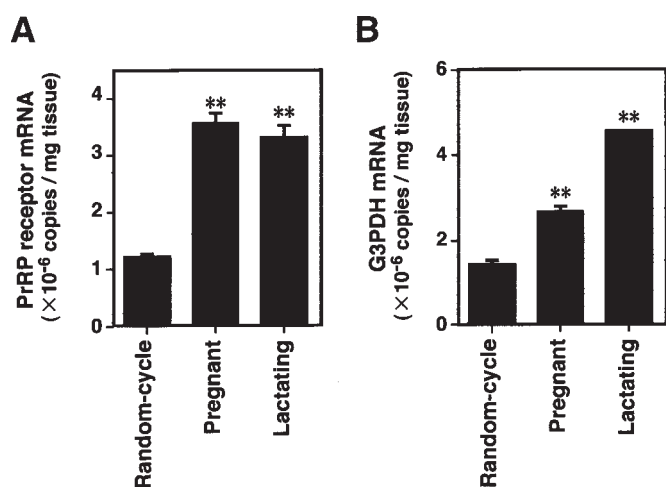 A
PrRP receptor mRNA
(×10⁻⁶ copies / mg tissue)
4
3
2
1
0
**
**
Random-cycle
Pregnant
Lactating
B
G3PDH mRNA
(×10⁻⁶ copies / mg tissue)
6
4
2
0
**
**
Random-cycle
Pregnant
Lactating